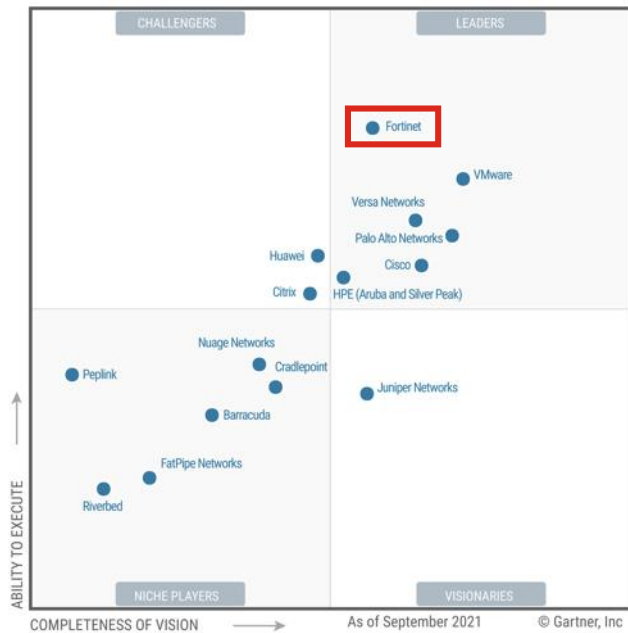 CHALLENGERS
LEADERS
Fortinet
VMware
Versa Networks
Palo Alto Networks
Huawei
Cisco
Citrix
HPE (Aruba and Silver Peak)
Nuage Networks
Peplink
Cradlepoint
Juniper Networks
Barracuda
FatPipe Networks
Riverbed
ABILITY TO EXECUTE
NICHE PLAYERS
VISIONARIES
COMPLETENESS OF VISION
As of September 2021
© Gartner, Inc